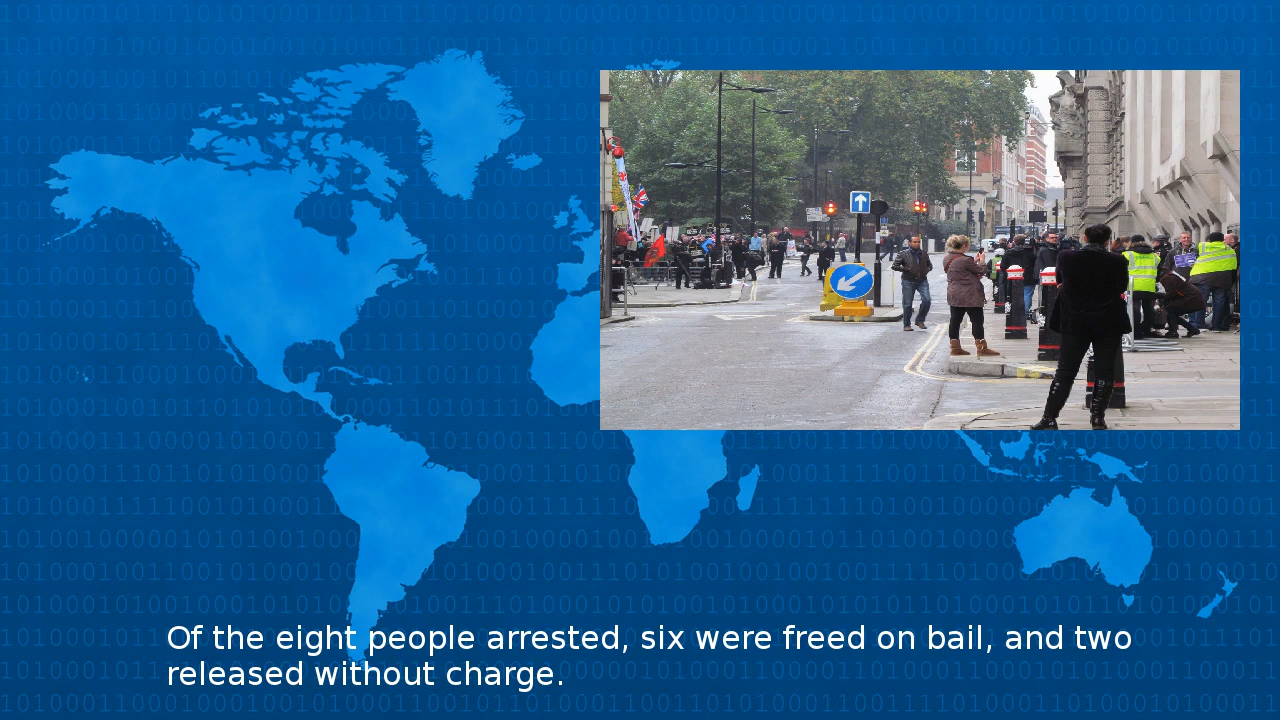 Of the eight people arrested, six were freed on bail, and two
released without charge.